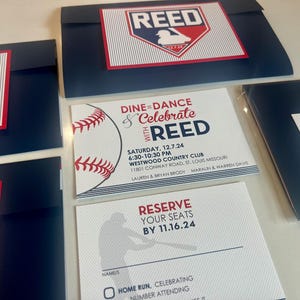 REED
DINE & DANCE
& Celebrate
WITH REED
SATURDAY, 12.7.24
6:30-10:30 PM
WESTWOOD COUNTRY CLUB
11801 CONWAY ROAD, ST. LOUIS MISSOURI
LAUREN & BRYAN BRODY
RESERVE
YOUR SEATS
BY 11.16.24
NAME/S
HOME RUN, CELEBRATING
NUMBER ATTENDING